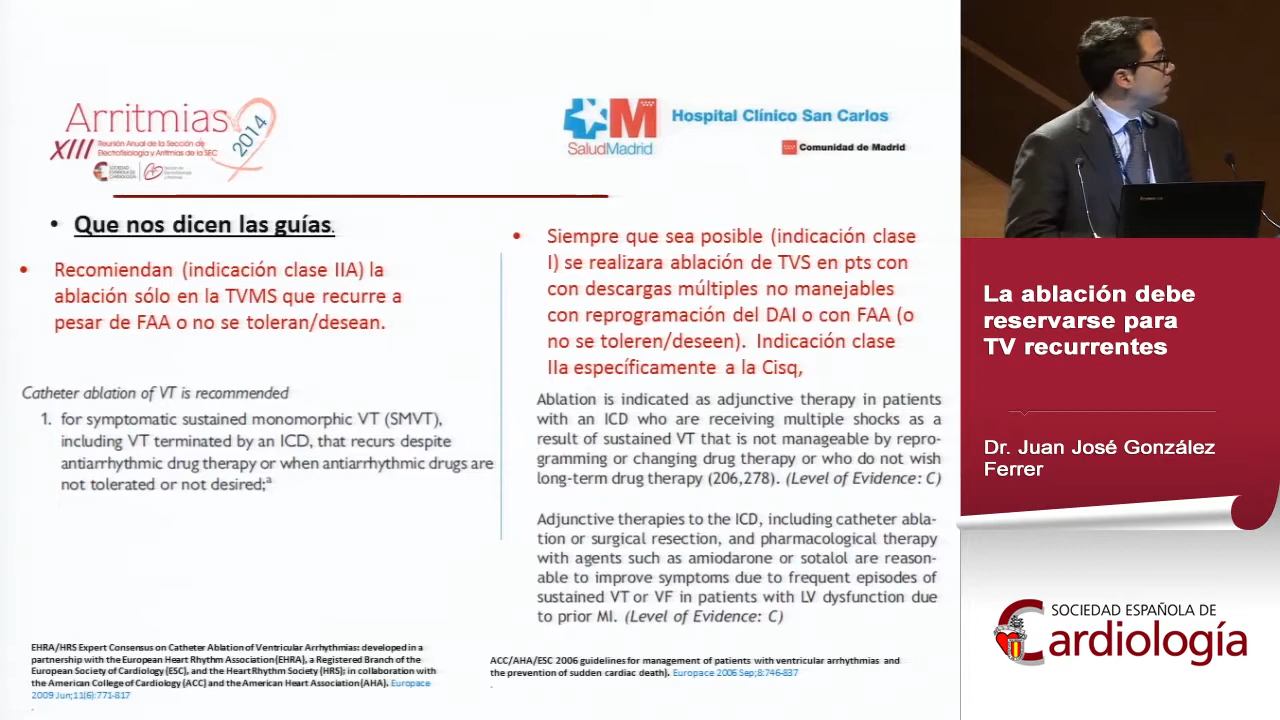 Arritmias
2014
XIII
Reunión Anual de la Sección de
Electrofisiología y Arritmias de la SEC
SOCIEDAD
ESPAÑOLA DE
CARDIOLOGÍA
M
SaludMadrid
Hospital Clínico San Carlos
Comunidad de Madrid
• Que nos dicen las guías.
• Recomiendan (indicación clase IIA) la
ablación sólo en la TVMS que recurre a
pesar de FAA o no se toleran/desean.
Catheter ablation of VT is recommended
1. for symptomatic sustained monomorphic VT (SMVT),
including VT terminated by an ICD, that recurs despite
antiarrhythmic drug therapy or when antiarrhythmic drugs are
not tolerated or not desired;a
EHRA/HRS Expert Consensus on Catheter Ablation of Ventricular Arrhythmias: developed in a
partnership with the European Heart Rhythm Association (EHRA), a Registered Branch of the
European Society of Cardiology (ESC), and the Heart Rhythm Society (HRS); in collaboration with
the American College of Cardiology (ACC) and the American Heart Association (AHA). Europace
2009 Jun;11(6):771-817
.
• Siempre que sea posible (indicación clase
I) se realizara ablación de TVS en pts con
con descargas múltiples no manejables
con reprogramación del DAI o con FAA (o
no se toleren/deseen). Indicación clase
IIa específicamente a la Cisq,
Ablation is indicated as adjunctive therapy in patients
with an ICD who are receiving multiple shocks as a
result of sustained VT that is not manageable by repro-
gramming or changing drug therapy or who do not wish
long-term drug therapy (206,278). (Level of Evidence: C)
Adjunctive therapies to the ICD, including catheter abla-
tion or surgical resection, and pharmacological therapy
with agents such as amiodarone or sotalol are reason-
able to improve symptoms due to frequent episodes of
sustained VT or VF in patients with LV dysfunction due
to prior MI. (Level of Evidence: C)
ACC/AHA/ESC 2006 guidelines for management of patients with ventricular arrhythmias and
the prevention of sudden cardiac death). Europace 2006 Sep;8:746-837
.
La ablación debe
reservarse para
TV recurrentes
Dr. Juan José González
Ferrer
SOCIEDAD ESPAÑOLA DE
Cardiología